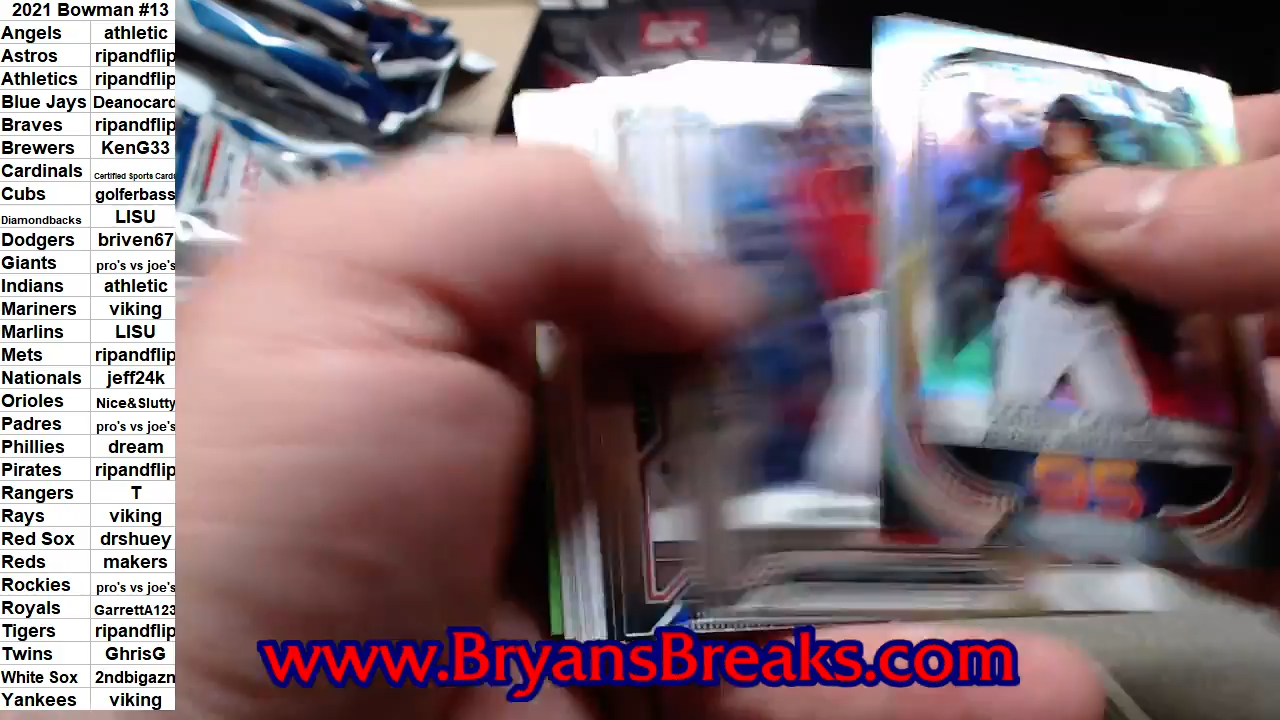 2021 Bowman #13
Angels athletic
Astros ripandflip
Athletics ripandflip
Blue Jays Deanocard
Braves ripandflip
Brewers KenG33
Cardinals Certified Sports Cards
Cubs golferbass
Diamondbacks LISU
Dodgers briven67
Giants pro's vs joe's
Indians athletic
Mariners viking
Marlins LISU
Mets ripandflip
Nationals jeff24k
Orioles Nice&Slutty
Padres pro's vs joe's
Phillies dream
Pirates ripandflip
Rangers T
Rays viking
Red Sox drshuey
Reds makers
Rockies pro's vs joe's
Royals GarrettA123
Tigers ripandflip
Twins GhrisG
White Sox 2ndbigazn
Yankees viking
95
www.BryansBreaks.com